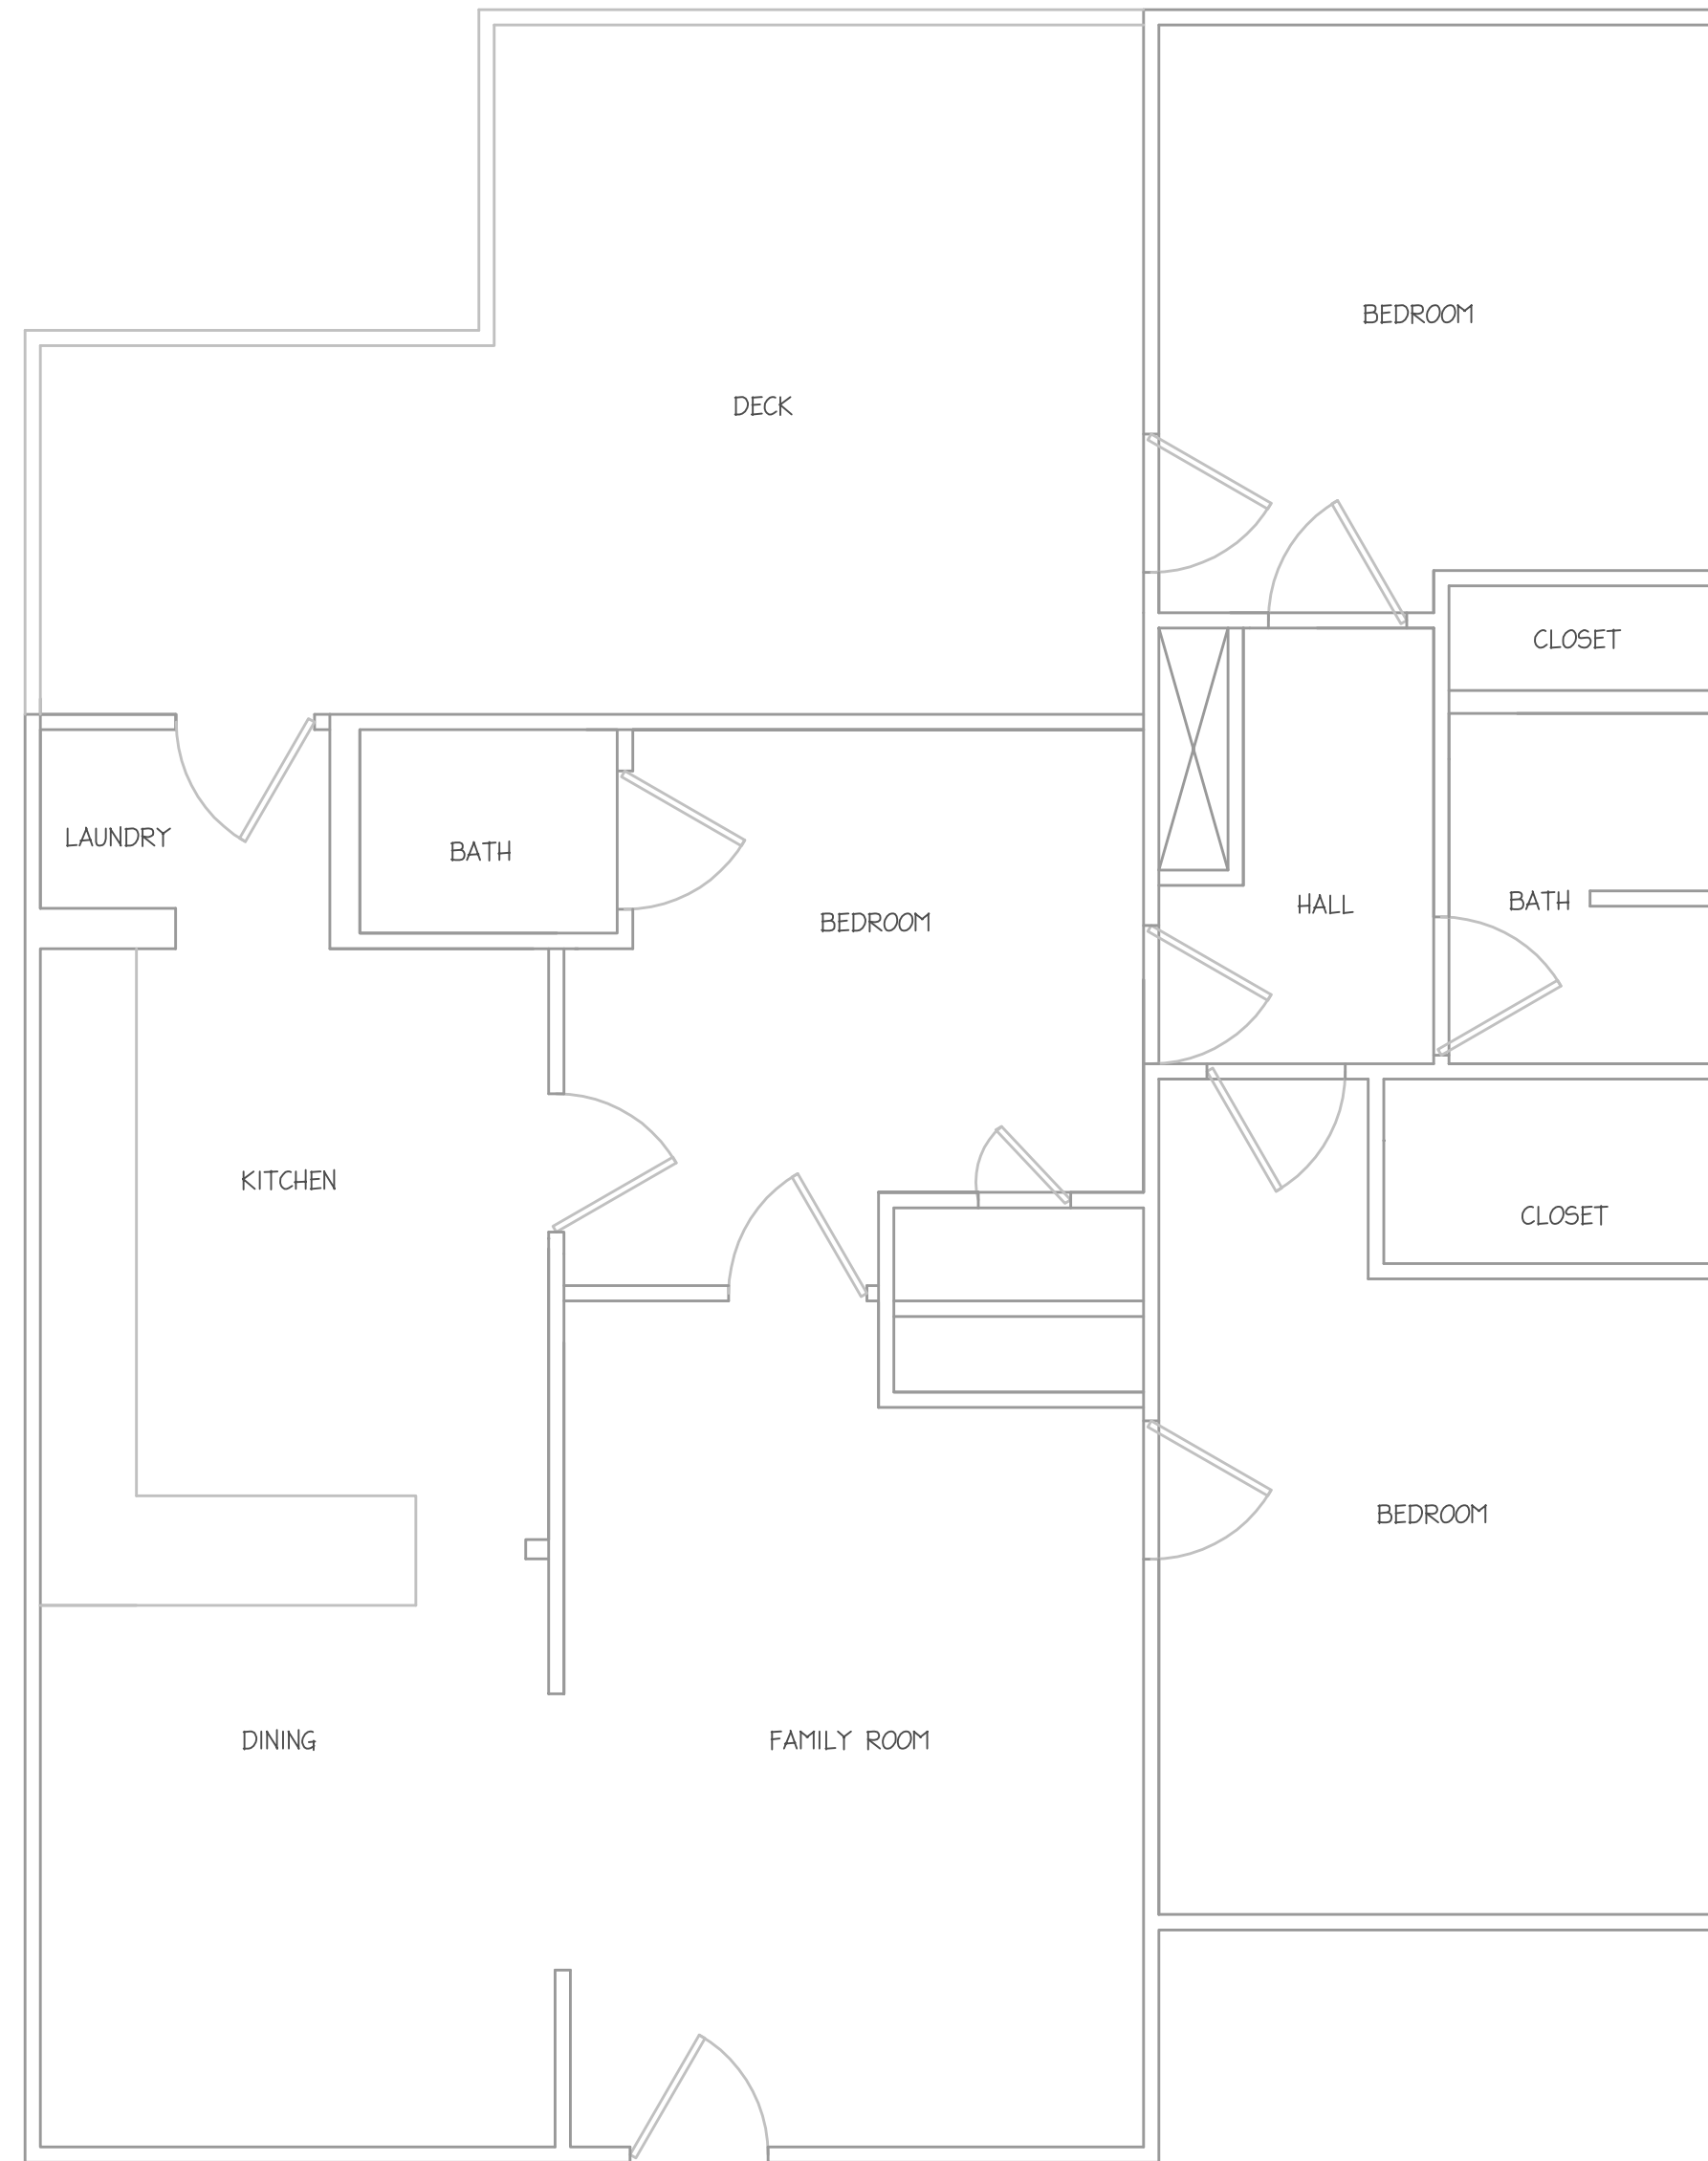 BEDROOM
DECK
CLOSET
LAUNDRY
BATH
BATH
HALL
BEDROOM
KITCHEN
CLOSET
BEDROOM
DINING
FAMILY ROOM